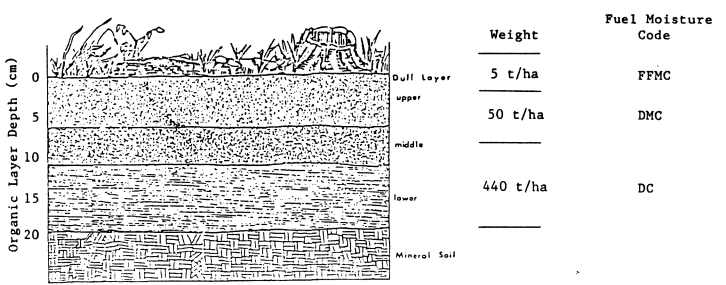 Fuel Moisture
Weight Code
0 Duff Layer 5 t/ha FFMC
upper
5 50 t/ha DMC
middle
10
440 t/ha DC
15 lower
20
Mineral Soil
Organic Layer Depth (cm)